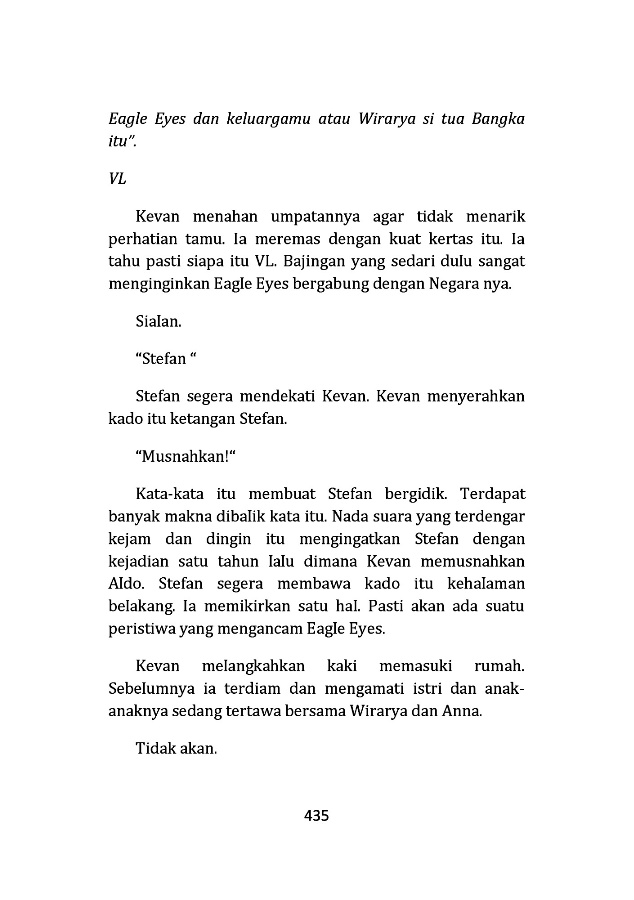 Eagle Eyes dan keluargamu atau Wirarya si tua Bangka
itu”.
VL
Kevan menahan umpatannya agar tidak menarik
perhatian tamu. Ia meremas dengan kuat kertas itu. Ia
tahu pasti siapa itu VL. Bajingan yang sedari dulu sangat
menginginkan Eagle Eyes bergabung dengan Negara nya.
Sialan.
“Stefan “
Stefan segera mendekati Kevan. Kevan menyerahkan
kado itu ketangan Stefan.
“Musnahkan!“
Kata-kata itu membuat Stefan bergidik. Terdapat
banyak makna dibalik kata itu. Nada suara yang terdengar
kejam dan dingin itu mengingatkan Stefan dengan
kejadian satu tahun lalu dimana Kevan memusnahkan
Aldo. Stefan segera membawa kado itu kehalaman
belakang. Ia memikirkan satu hal. Pasti akan ada suatu
peristiwa yang mengancam Eagle Eyes.
Kevan melangkahkan kaki memasuki rumah.
Sebelumnya ia terdiam dan mengamati istri dan anak-
anaknya sedang tertawa bersama Wirarya dan Anna.
Tidak akan.
435